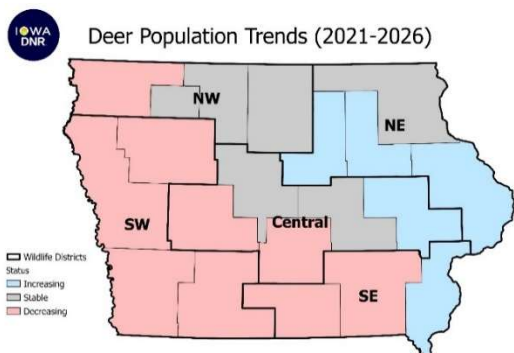 IOWA
DNR
Deer Population Trends (2021-2026)
NW
NE
SW
Central
SE
Wildlife Districts
Status
Increasing
Stable
Decreasing